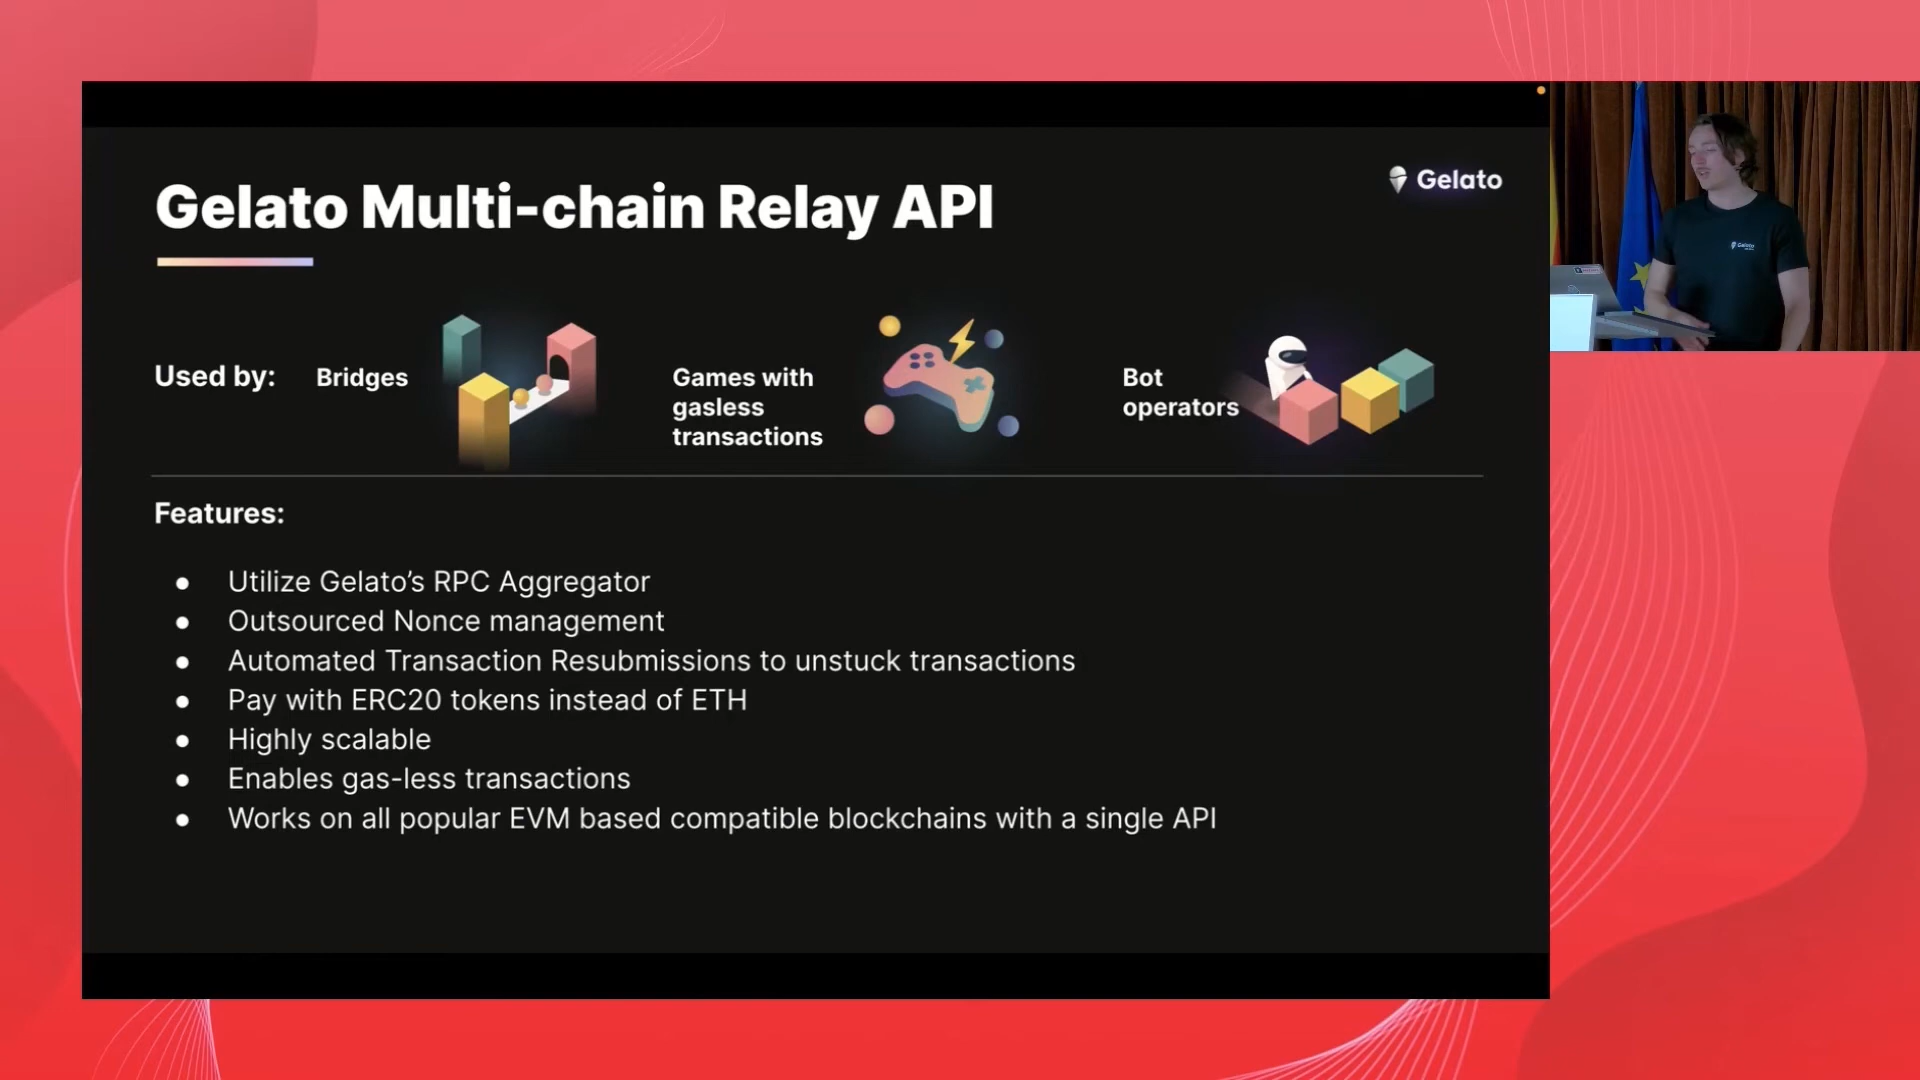 Gelato Multi-chain Relay API
Gelato
Used by:
Bridges
Games with
gasless
transactions
Bot
operators
Features:
● Utilize Gelato’s RPC Aggregator
● Outsourced Nonce management
● Automated Transaction Resubmissions to unstuck transactions
● Pay with ERC20 tokens instead of ETH
● Highly scalable
● Enables gas-less transactions
● Works on all popular EVM based compatible blockchains with a single API
Gelato